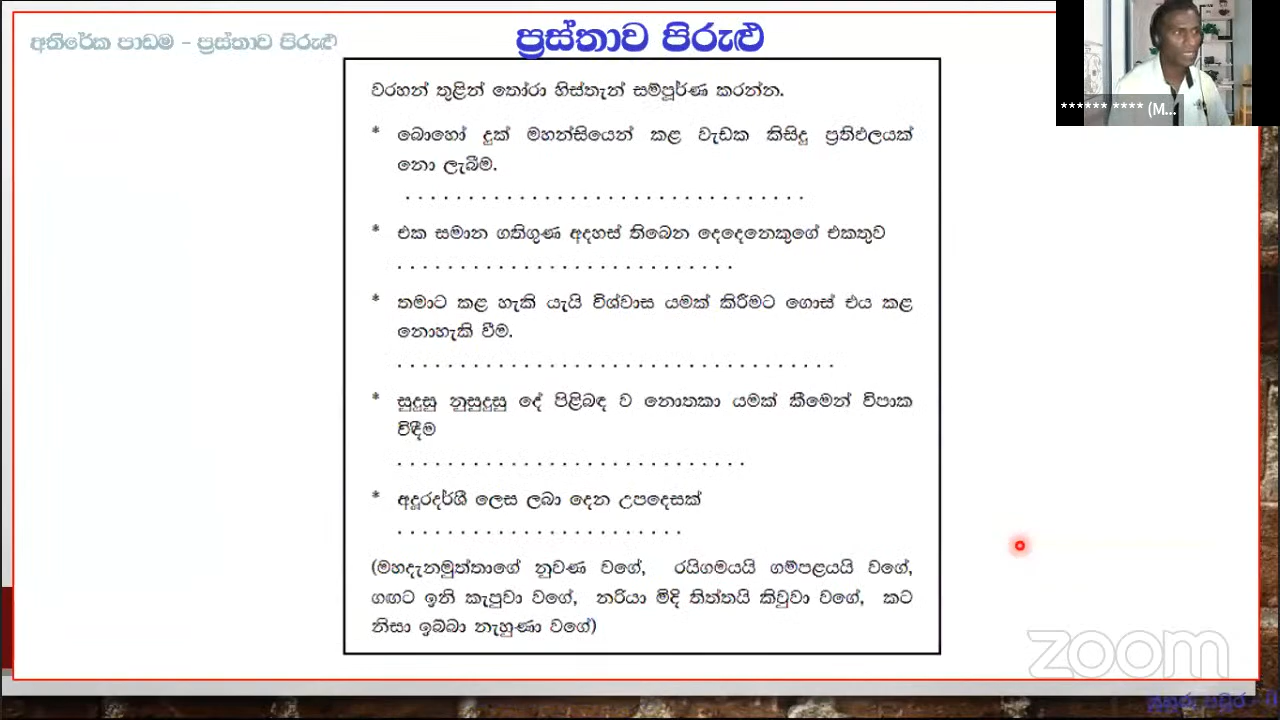 අතිරේක පාඩම – ප්‍රස්තාව පිරුළු
ප්‍රස්තාව පිරුළු
****** **** (M...
වරහන් තුළින් තෝරා හිස්තැන් සම්පූර්ණ කරන්න.
* බොහෝ දුක් මහන්සියෙන් කළ වැඩක කිසිදු ප්‍රතිඵලයක්
නො ලැබීම.
. . . . . . . . . . . . . . . . . . . . . . . . . . . . . . . .
* එක සමාන ගතිගුණ අදහස් තිබෙන දෙදෙනෙකුගේ එකතුව
. . . . . . . . . . . . . . . . . . . . . . . . . . .
* තමාට කළ හැකි යැයි විශ්වාස යමක් කිරීමට ගොස් එය කළ
නොහැකි වීම.
. . . . . . . . . . . . . . . . . . . . . . . . . . . . . . . . . . .
* සුදුසු නුසුදුසු දේ පිළිබඳ ව නොතකා යමක් කීමෙන් විපාක
විඳීම
. . . . . . . . . . . . . . . . . . . . . . . . . . . .
* අදූරදර්ශී ලෙස ලබා දෙන උපදෙසක්
. . . . . . . . . . . . . . . . . . . . . . .
(මහදැනමුත්තාගේ නුවණ වගේ, රයිගමයයි ගම්පළයයි වගේ,
ගඟට ඉනි කැපුවා වගේ, නරියා මිදි තිත්තයි කිවුවා වගේ, කට
නිසා ඉබ්බා නැහුණා වගේ)
zoom